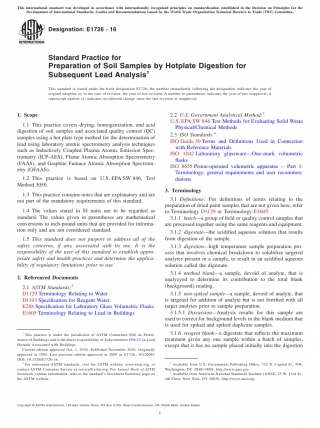 This international standard was developed in accordance with internationally recognized principles on standardization established in the Decision on Principles for the
Development of International Standards, Guides and Recommendations issued by the World Trade Organization Technical Barriers to Trade (TBT) Committee.
Designation: E1726 − 16
Standard Practice for
Preparation of Soil Samples by Hotplate Digestion for
Subsequent Lead Analysis1
This standard is issued under the fixed designation E1726; the number immediately following the designation indicates the year of
original adoption or, in the case of revision, the year of last revision. A number in parentheses indicates the year of last reapproval. A
superscript epsilon (ε) indicates an editorial change since the last revision or reapproval.
1. Scope
1.1 This practice covers drying, homogenization, and acid
digestion of soil samples and associated quality control (QC)
samples using a hot plate type method for the determination of
lead using laboratory atomic spectrometry analysis techniques
such as Inductively Coupled Plasma Atomic Emission Spec-
trometry (ICP-AES), Flame Atomic Absorption Spectrometry
(FAAS), and Graphite Furnace Atomic Absorption Spectrom-
etry (GFAAS).
1.2 This practice is based on U.S. EPA SW 846, Test
Method 3050.
1.3 This practice contains notes that are explanatory and are
not part of the mandatory requirements of this standard.
1.4 The values stated in SI units are to be regarded as
standard. The values given in parentheses are mathematical
conversions to inch-pound units that are provided for informa-
tion only and are not considered standard.
1.5 This standard does not purport to address all of the
safety concerns, if any, associated with its use. It is the
responsibility of the user of this standard to establish appro-
priate safety and health practices and determine the applica-
bility of regulatory limitations prior to use.
2. Referenced Documents
2.1 ASTM Standards:2
D1129 Terminology Relating to Water
D1193 Specification for Reagent Water
E288 Specification for Laboratory Glass Volumetric Flasks
E1605 Terminology Relating to Lead in Buildings
1 This practice is under the jurisdiction of ASTM Committee E06 on Perfor-
mance of Buildings and is the direct responsibility of Subcommittee E06.23 on Lead
Hazards Associated with Buildings.
Current edition approved Oct. 1, 2016. Published November 2016. Originally
approved in 1995. Last previous edition approved in 2009 as E1726 – 01(2009).
DOI: 10.1520/E1726-16.
2 For referenced ASTM standards, visit the ASTM website, www.astm.org, or
contact ASTM Customer Service at service@astm.org. For Annual Book of ASTM
Standards volume information, refer to the standard's Document Summary page on
the ASTM website.
2.2 U.S. Government Analytical Method:3
U.S. EPA SW 846 Test Methods for Evaluating Solid Waste
Physical/Chemical Methods
2.3 ISO Standards:4
ISO Guide 30 Terms and Definitions Used in Connection
with Reference Materials
ISO 1042 Laboratory glassware—One-mark volumetric
flasks
ISO 8655 Piston-operated volumetric apparatus – Part 1:
Terminology, general requirements and user recommen-
dations
3. Terminology
3.1 Definitions: For definitions of terms relating to the
preparation of dried paint samples that are not given here, refer
to Terminology D1129 or Terminology E1605.
3.1.1 batch—a group of field or quality control samples that
are processed together using the same reagents and equipment.
3.1.2 digestate—the acidified aqueous solution that results
from digestion of the sample.
3.1.3 digestion—high temperature sample preparation pro-
cess that involves chemical breakdown to solubilize targeted
analytes present in a sample, to result in an acidified aqueous
solution called the digestate.
3.1.4 method blank—a sample, devoid of analyte, that is
analyzed to determine its contribution to the total blank
(background) reading.
3.1.5 non-spiked sample—a sample, devoid of analyte, that
is targeted for addition of analyte but is not fortified with all
target analytes prior to sample preparation.
3.1.5.1 Discussion—Analysis results for this sample are
used to correct for background levels in the blank medium that
is used for spiked and spiked duplicate samples.
3.1.6 reagent blank—a digestate that reflects the maximum
treatment given any one sample within a batch of samples,
except that it has no sample placed initially into the digestion
3 Available from U.S. Government Publishing Office, 732 N. Capitol St., NW,
Washington, DC 20401-0001, http://www.gpo.gov
4 Available from American National Standards Institute (ANSI), 25 W. 43rd St.,
4th Floor, New York, NY 10036, http://www.ansi.org